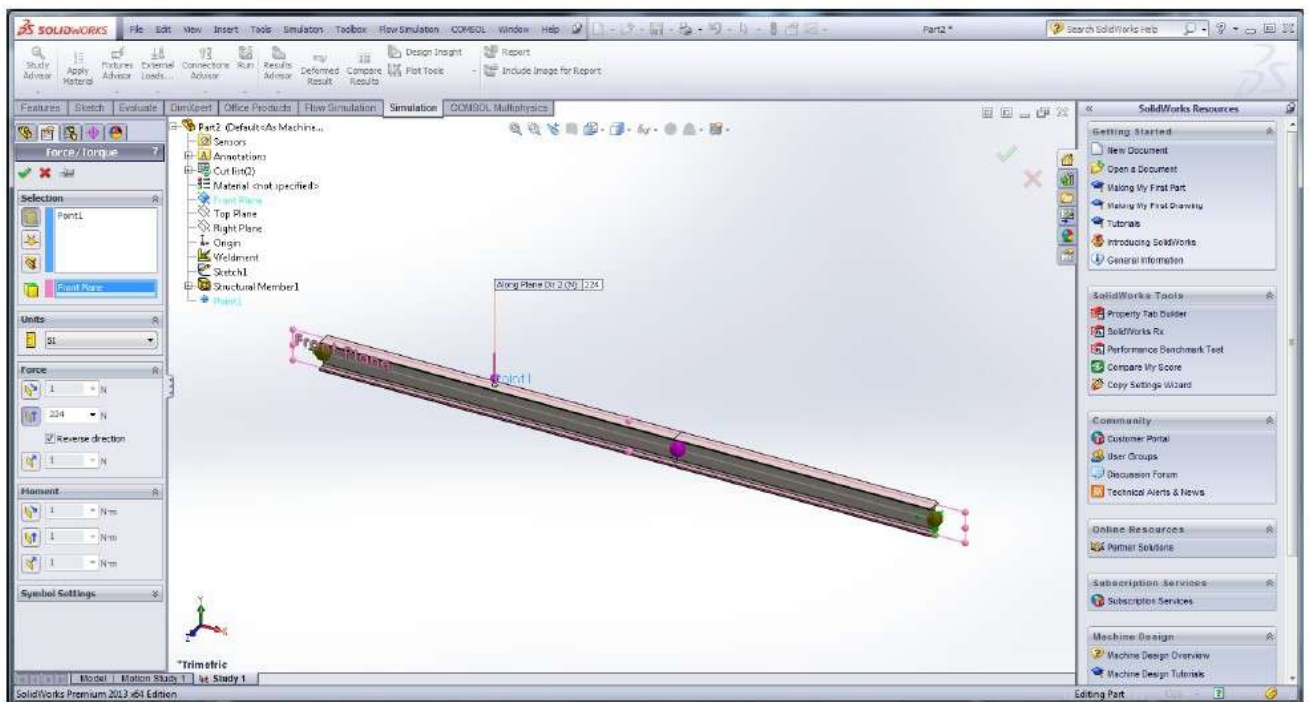 SOLIDWORKS File Edit View Insert Tools Simulation Toolbox Flow Simulation COMSOL Window Help Part2 * Search SolidWorks Help
Study Advisor
Apply Material
Fixtures Advisor
External Loads...
Connections Advisor
Run
Results Advisor
Deformed Result
Compare Results
Design Insight
Plot Tools
Report
Include Image for Report
Features Sketch Evaluate DimXpert Office Products Flow Simulation Simulation COMSOL Multiphysics
Force/Torque ?
Selection
Point1
Front Plane
Units
SI
Force
1 N
224 N
Reverse direction
1 N
Moment
1 N·m
1 N·m
1 N·m
Symbol Settings
Part2 (Default<As Machine...
Sensors
Annotations
Cut list(2)
Material <not specified>
Front Plane
Top Plane
Right Plane
Origin
Weldment
Sketch1
Structural Member1
Point1
Along Plane Dir 2 (N): 224
Front Plane
Point1
Y
X
Z
*Trimetric
Model Motion Study 1 Study 1
SolidWorks Premium 2013 x64 Edition
Editing Part
SolidWorks Resources
Getting Started
New Document
Open a Document
Making My First Part
Making My First Drawing
Tutorials
Introducing SolidWorks
General Information
SolidWorks Tools
Property Tab Builder
SolidWorks Rx
Performance Benchmark Test
Compare My Score
Copy Settings Wizard
Community
Customer Portal
User Groups
Discussion Forum
Technical Alerts & News
Online Resources
Partner Solutions
Subscription Services
Subscription Services
Machine Design
Machine Design Overview
Machine Design Tutorials